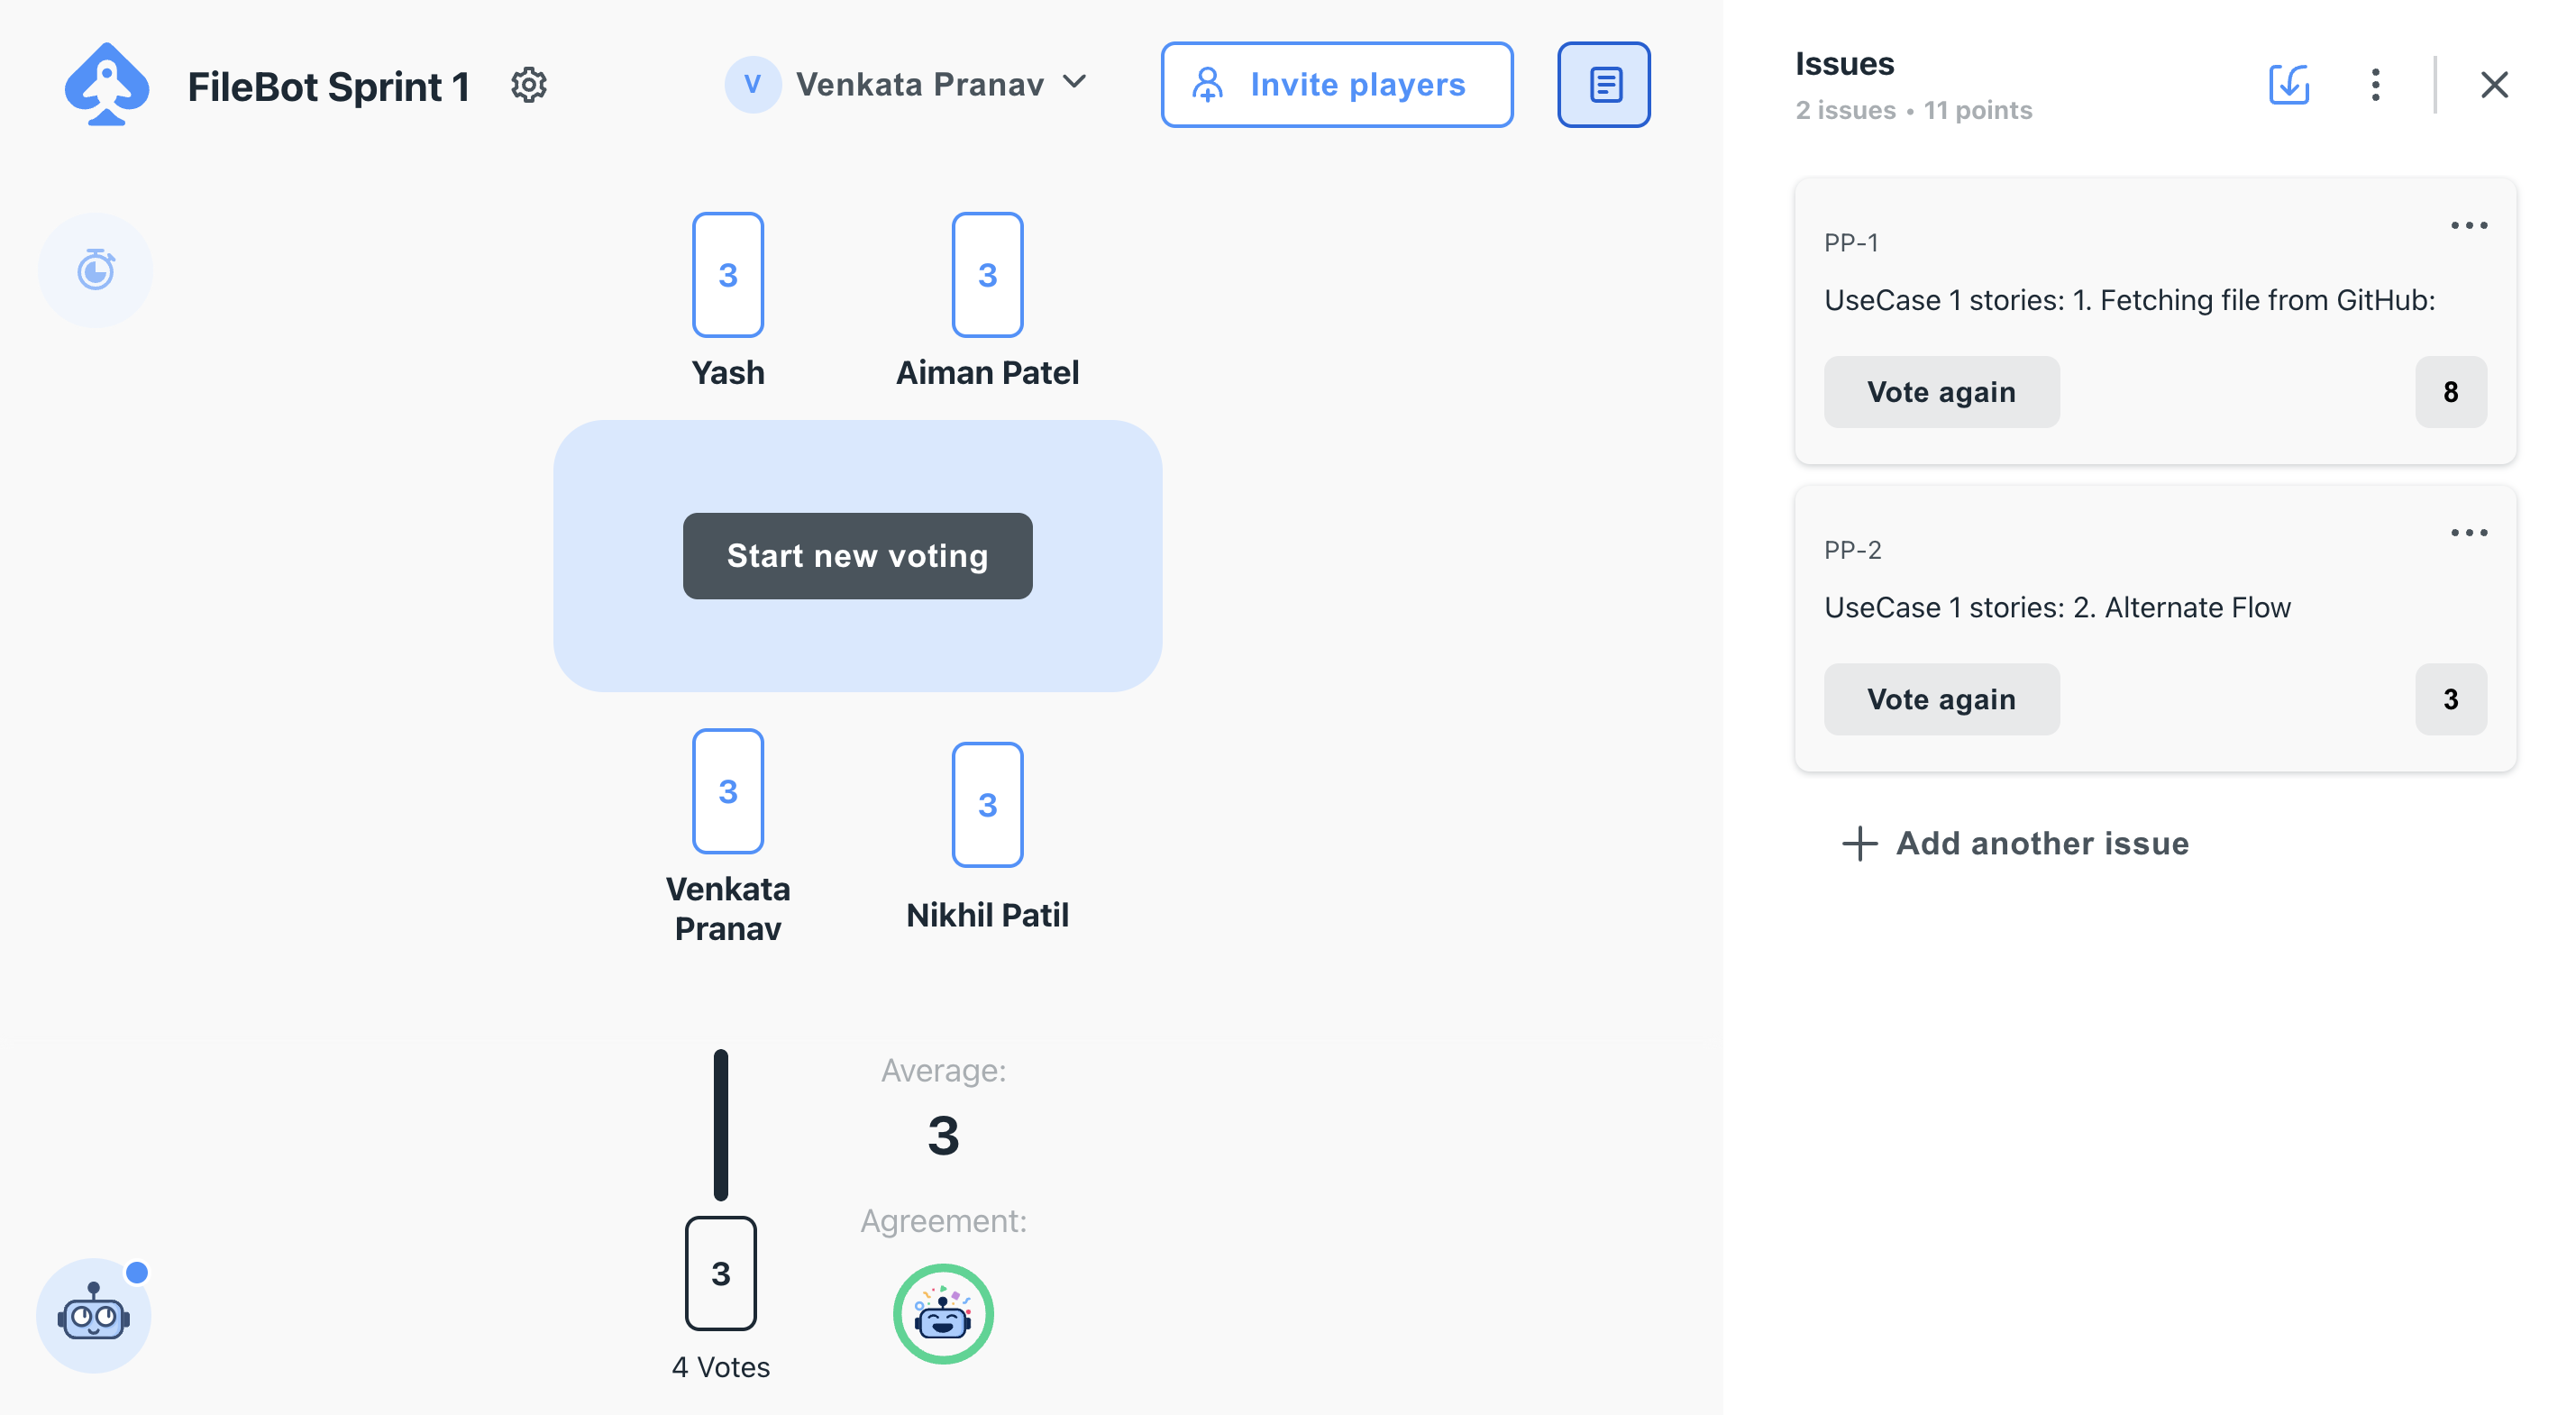 FileBot Sprint 1
V
Venkata Pranav
Invite players
3
3
Yash
Aiman Patel
Start new voting
3
3
Venkata
Pranav
Nikhil Patil
Average:
3
Agreement:
3
4 Votes
Issues
2 issues • 11 points
PP-1
UseCase 1 stories: 1. Fetching file from GitHub:
Vote again
8
PP-2
UseCase 1 stories: 2. Alternate Flow
Vote again
3
Add another issue